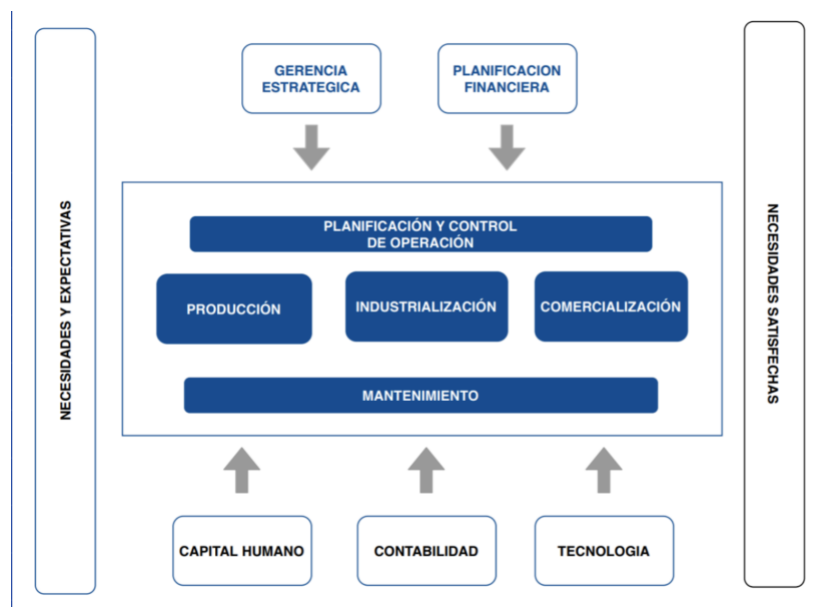 NECESIDADES Y EXPECTATIVAS
GERENCIA
ESTRATEGICA
PLANIFICACION
FINANCIERA
PLANIFICACIÓN Y CONTROL
DE OPERACIÓN
PRODUCCIÓN
INDUSTRIALIZACIÓN
COMERCIALIZACIÓN
MANTENIMIENTO
CAPITAL HUMANO
CONTABILIDAD
TECNOLOGIA
NECESIDADES SATISFECHAS